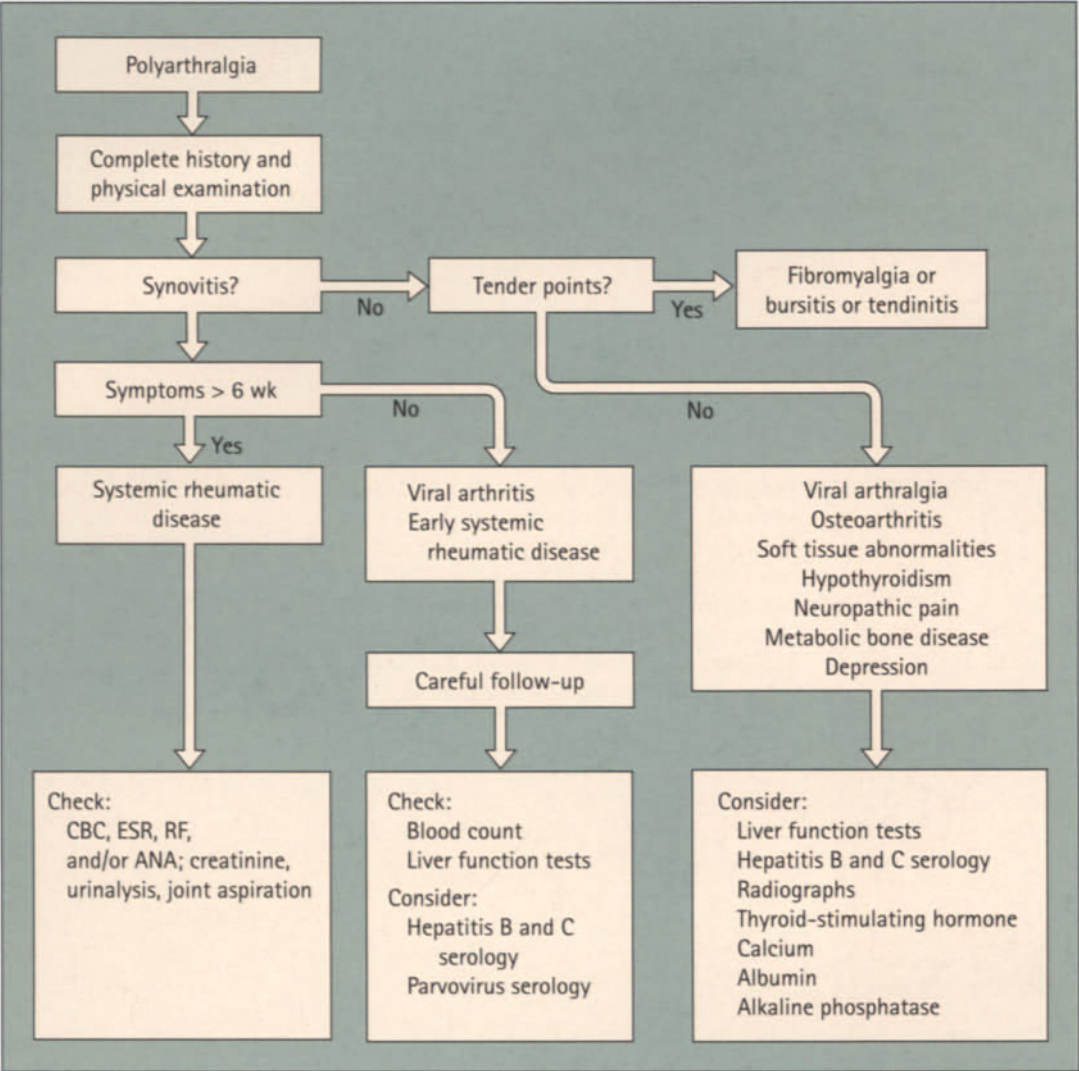 Polyarthralgia
Complete history and
physical examination
Synovitis?
No
Tender points?
Yes
Fibromyalgia or
bursitis or tendinitis
Symptoms > 6 wk
No
No
Yes
Systemic rheumatic
disease
Viral arthritis
Early systemic
rheumatic disease
Viral arthralgia
Osteoarthritis
Soft tissue abnormalities
Hypothyroidism
Neuropathic pain
Metabolic bone disease
Depression
Careful follow-up
Check:
CBC, ESR, RF,
and/or ANA; creatinine,
urinalysis, joint aspiration
Check:
Blood count
Liver function tests
Consider:
Hepatitis B and C
serology
Parvovirus serology
Consider:
Liver function tests
Hepatitis B and C serology
Radiographs
Thyroid-stimulating hormone
Calcium
Albumin
Alkaline phosphatase